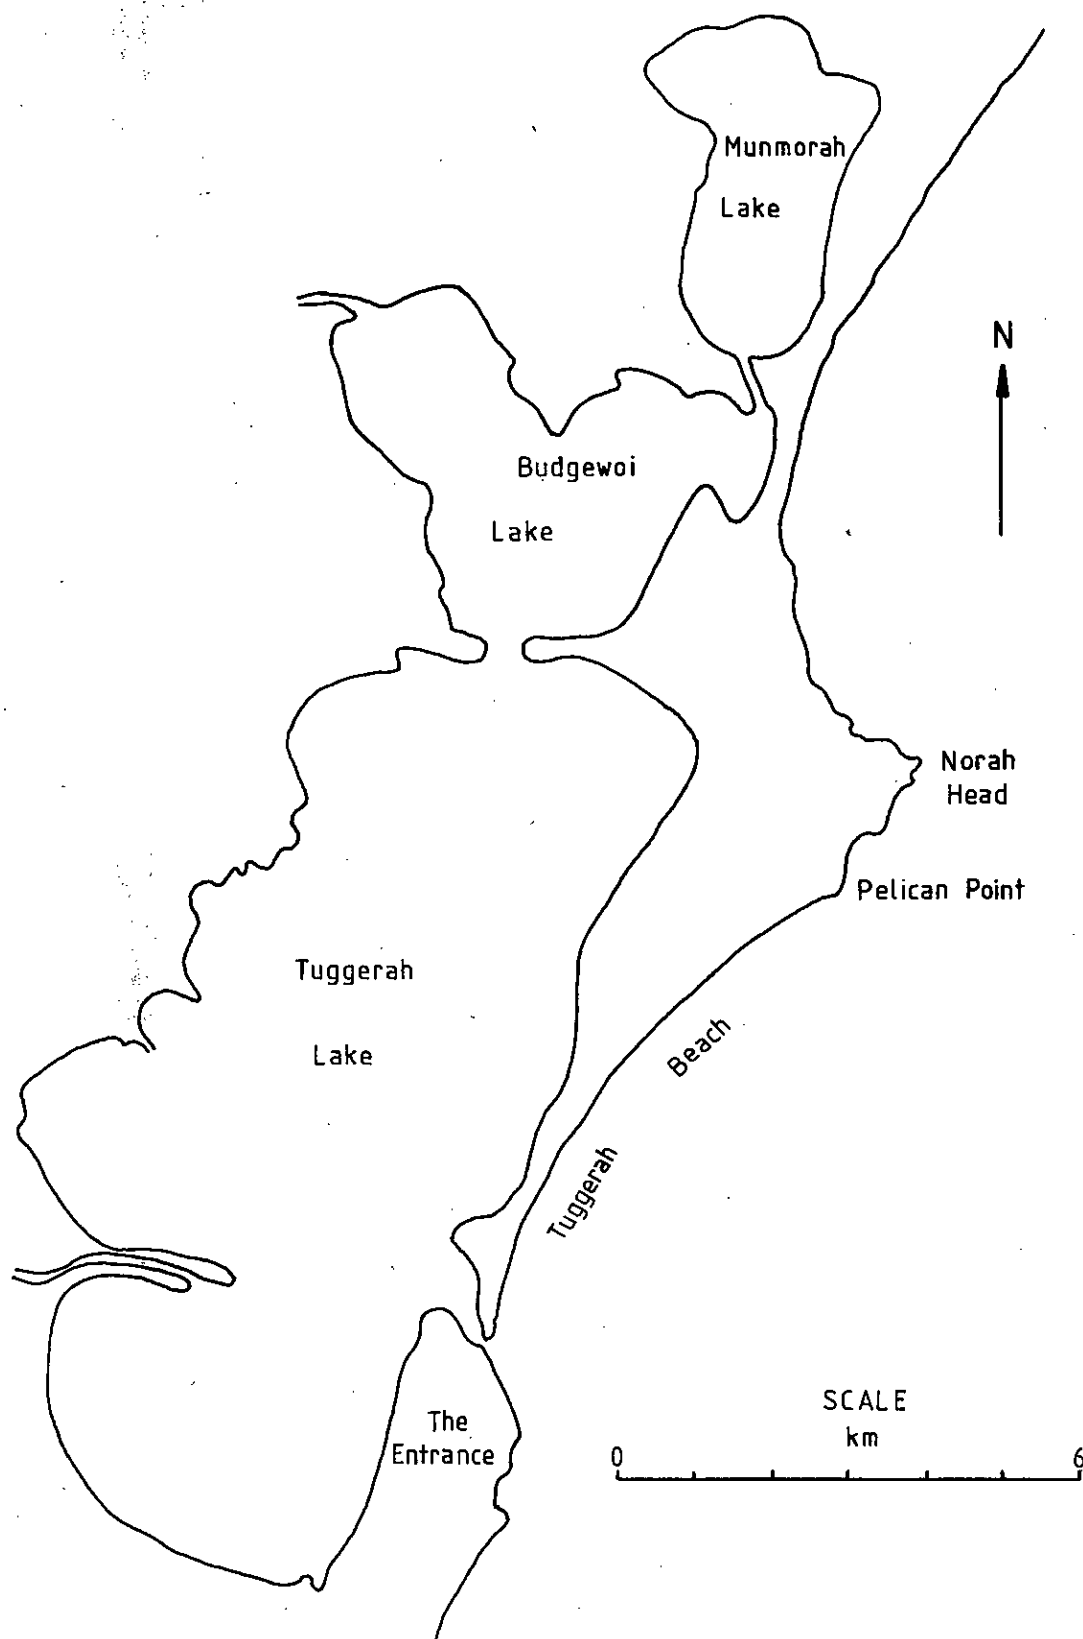 Munmorah
Lake
N
Budgewoi
Lake
Norah
Head
Pelican Point
Tuggerah
Lake
Beach
Tuggerah
SCALE
km
The
Entrance
0 6